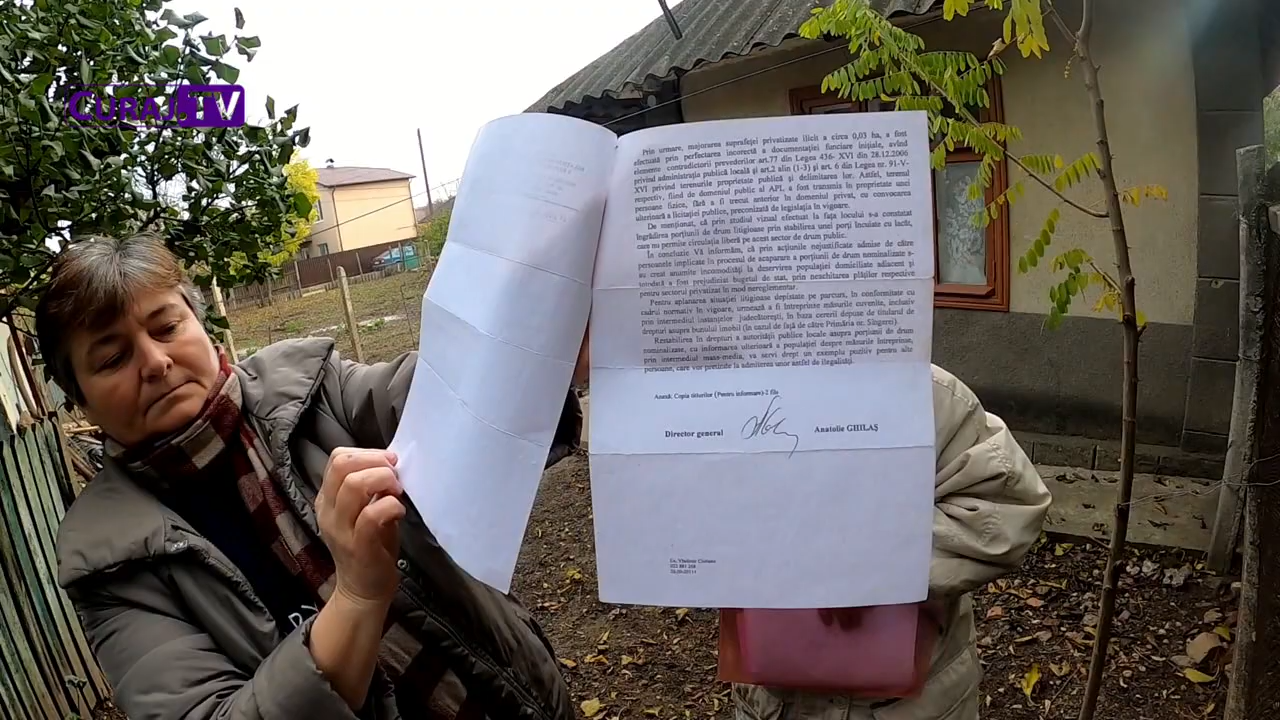 CURAJ TV
Prin urmare, majorarea suprafeței privatizate ilicit a circa 0,03 ha, a fost
efectuată prin perfectarea incorectă a documentației funciare inițiale, având
elemente contradictorii prevederilor art.77 din Legea 436- XVI din 28.12.2006
privind administrația publică locală și art.2 alin (1-3) și art. 6 din Legea nr. 91-V-
XVI privind terenurile proprietate publică și delimitarea lor. Astfel, terenul
respectiv, fiind de domeniul public al APL a fost transmis în proprietate unei
persoane fizice, fără a fi trecut anterior în domeniul privat, cu convocarea
ulterioară a licitației publice, preconizată de legislația în vigoare.
De menționat, că prin studiul vizual efectuat la fața locului s-a constatat
îngrădirea porțiunii de drum litigioase prin stabilirea unei porți încuiate cu lacăt,
care nu permite circulația liberă pe acest sector de drum public.
În concluzie Vă informăm, că prin acțiunile nejustificate admise de către
persoanele implicate în procesul de acaparare a porțiunii de drum nominalizate s-
au creat anumite incomodități la deservirea populației domiciliate adiacent și
totodată a fost prejudiciat bugetul de stat, prin neachitarea plăților respective
pentru sectorul privatizat în mod nereglementar.
Pentru aplanarea situației litigioase depistate pe parcurs, în conformitate cu
cadrul normativ în vigoare, urmează a fi întreprinse măsurile cuvenite, inclusiv
prin intermediul instanțelor judecătorești, în baza cererii depuse de titularul de
drepturi asupra bunului imobil (în cazul de față de către Primăria or. Sîngerei).
Restabilirea în drepturi a autorității publice locale asupra porțiunii de drum
nominalizate, cu informarea ulterioară a populației despre măsurile întreprinse,
prin intermediul mass-media, va servi drept un exemplu pozitiv pentru alte
persoane, care vor preținde la admiterea unor astfel de ilegalități.
Anexă: Copia titlurilor (Pentru informare)-2 file
Director general Anatolie GHILAȘ
Ex. Vladimir
022 881